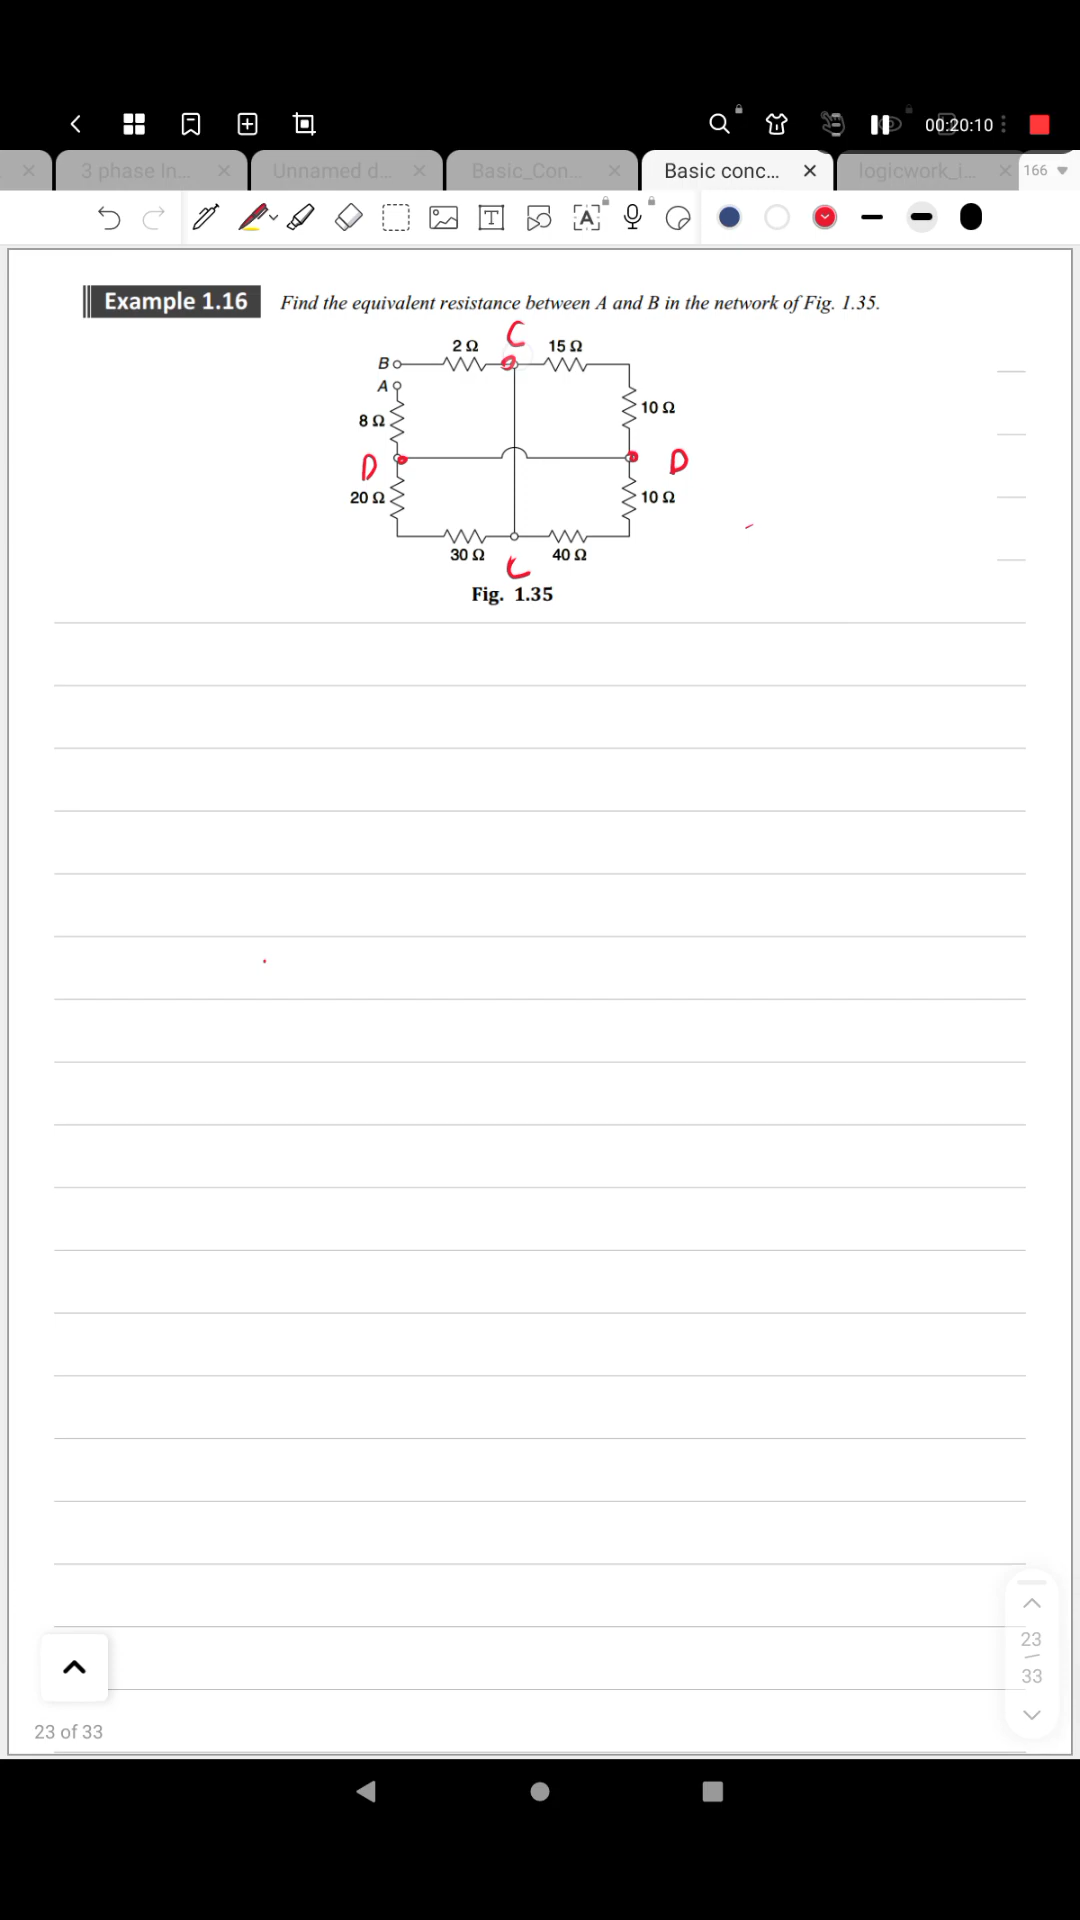 00:20:10
3 phase In...
Unnamed d...
Basic_Con...
Basic conc...
logicwork_i...
166
T
A
Example 1.16 Find the equivalent resistance between A and B in the network of Fig. 1.35.
C
2 Ω 15 Ω
B
A
8 Ω 10 Ω
D D
20 Ω 10 Ω
30 Ω 40 Ω
C
Fig. 1.35
23
33
23 of 33